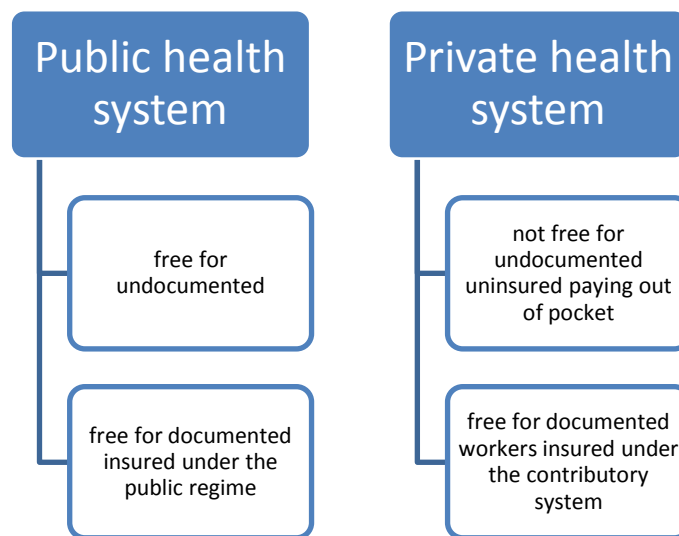 Public health
system
free for
undocumented
free for documented
insured under the
public regime
Private health
system
not free for
undocumented
uninsured paying out
of pocket
free for documented
workers insured under
the contributory
system